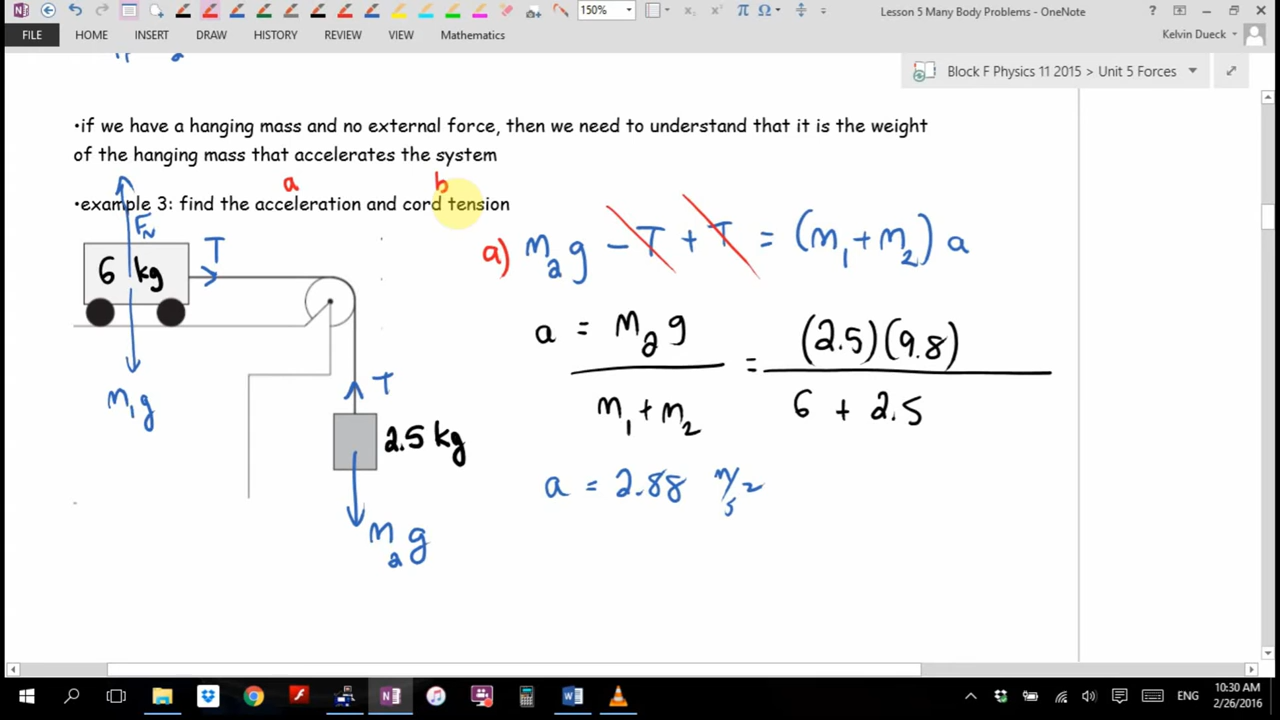 150%
Lesson 5 Many Body Problems - OneNote
FILE HOME INSERT DRAW HISTORY REVIEW VIEW Mathematics
Kelvin Dueck
Block F Physics 11 2015 > Unit 5 Forces
•if we have a hanging mass and no external force, then we need to understand that it is the weight
of the hanging mass that accelerates the system
a b
•example 3: find the acceleration and cord tension
F_N
T
6 kg
m₁g
T
2.5 kg
m₂g
a) m₂g - T + T = (m₁ + m₂) a
a = m₂g / m₁ + m₂ = (2.5)(9.8) / 6 + 2.5
a = 2.88 m/s²
ENG
10:30 AM
2/26/2016